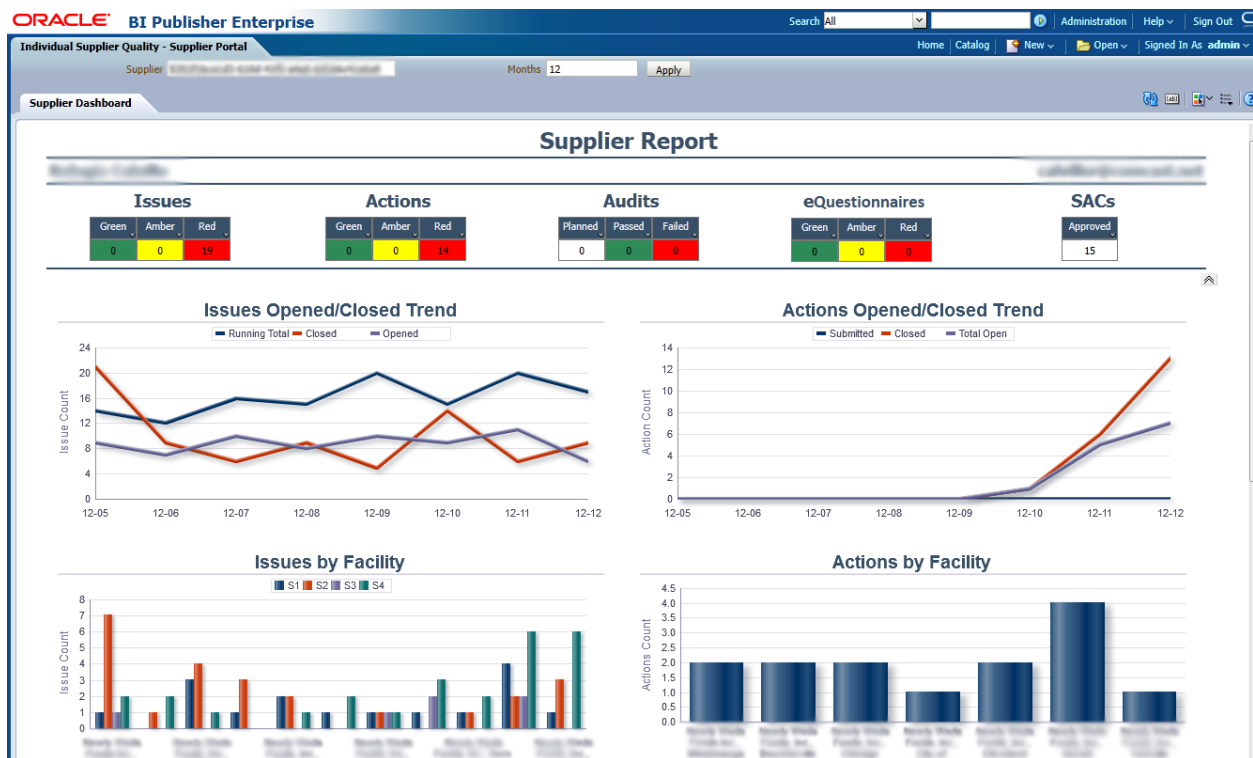 ORACLE BI Publisher Enterprise Search All Administration Help Sign Out
Individual Supplier Quality - Supplier Portal Home Catalog New Open Signed In As admin
Supplier Months 12 Apply
Supplier Dashboard
Supplier Report
Issues Actions Audits eQuestionnaires SACs
Green Amber Red Green Amber Red Planned Passed Failed Green Amber Red Approved
0 0 19 0 0 14 0 0 0 0 0 0 15
Issues Opened/Closed Trend
Running Total Closed Opened
Issue Count
24
20
16
12
8
4
0
12-05 12-06 12-07 12-08 12-09 12-10 12-11 12-12
Actions Opened/Closed Trend
Submitted Closed Total Open
Action Count
14
12
10
8
6
4
2
0
12-05 12-06 12-07 12-08 12-09 12-10 12-11 12-12
Issues by Facility
S1 S2 S3 S4
Issue Count
8
7
6
5
4
3
2
1
0
Actions by Facility
Actions Count
4.5
4.0
3.5
3.0
2.5
2.0
1.5
1.0
0.5
0.0